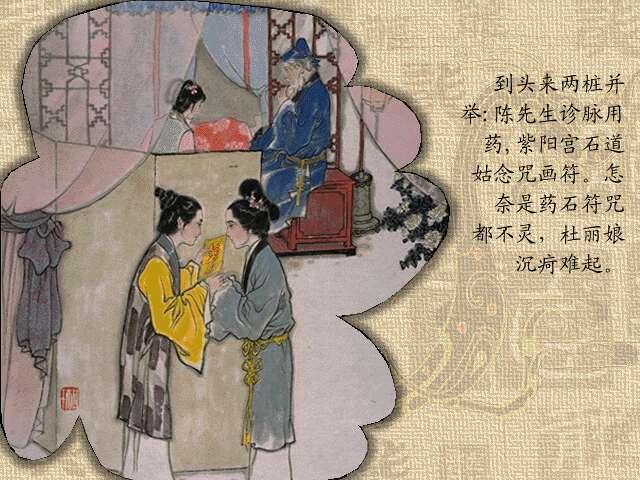 到头来两桩并
举：陈先生诊脉用
药，紫阳宫石道
姑念咒画符。怎
奈是药石符咒
都不灵，杜丽娘
沉疴难起。